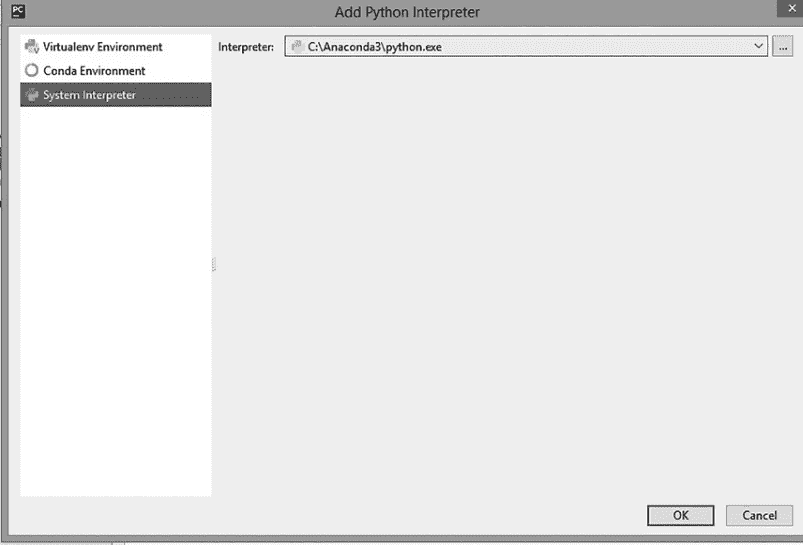 PC
Add Python Interpreter
Virtualenv Environment
Interpreter:
C:\Anaconda3\python.exe
...
Conda Environment
System Interpreter
OK
Cancel